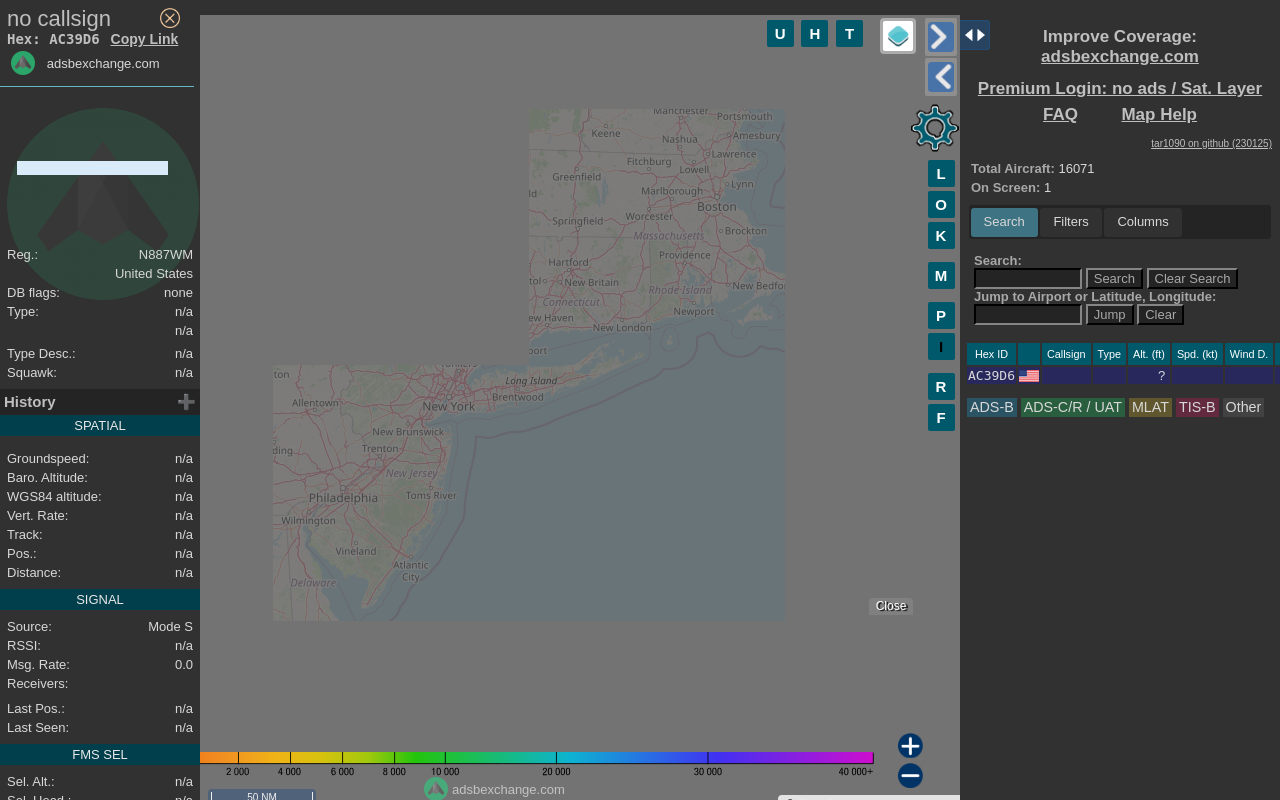 no callsign
Hex: AC39D6 Copy Link
adsbexchange.com
Reg.: N887WM
United States
DB flags: none
Type: n/a
n/a
Type Desc.: n/a
Squawk: n/a
History
SPATIAL
Groundspeed: n/a
Baro. Altitude: n/a
WGS84 altitude: n/a
Vert. Rate: n/a
Track: n/a
Pos.: n/a
Distance: n/a
SIGNAL
Source: Mode S
RSSI: n/a
Msg. Rate: 0.0
Receivers:
Last Pos.: n/a
Last Seen: n/a
FMS SEL
Sel. Alt.: n/a
U H T
L
O
K
M
P
I
R
F
Manchester
Portsmouth
Keene
Nashua
Amesbury
Fitchburg
Lawrence
Greenfield
Lowell
Lynn
Marlborough
Worcester
Boston
Springfield
Massachusetts
Brockton
Hartford
Providence
New Britain
Rhode Island
New Bedfor
Connecticut
Newport
ew Haven
New London
port
ton
Long Island
Allentown
New York
Brentwood
New Brunswick
ding
Trenton
New Jersey
Philadelphia
Toms River
Wilmington
Vineland
Atlantic
City
Delaware
Close
2 000 4 000 6 000 8 000 10 000 20 000 30 000 40 000+
adsbexchange.com
50 NM
Improve Coverage:
adsbexchange.com
Premium Login: no ads / Sat. Layer
FAQ Map Help
tar1090 on github (230125)
Total Aircraft: 16071
On Screen: 1
Search Filters Columns
Search:
Search Clear Search
Jump to Airport or Latitude, Longitude:
Jump Clear
Hex ID Callsign Type Alt. (ft) Spd. (kt) Wind D.
AC39D6 ?
ADS-B ADS-C/R / UAT MLAT TIS-B Other